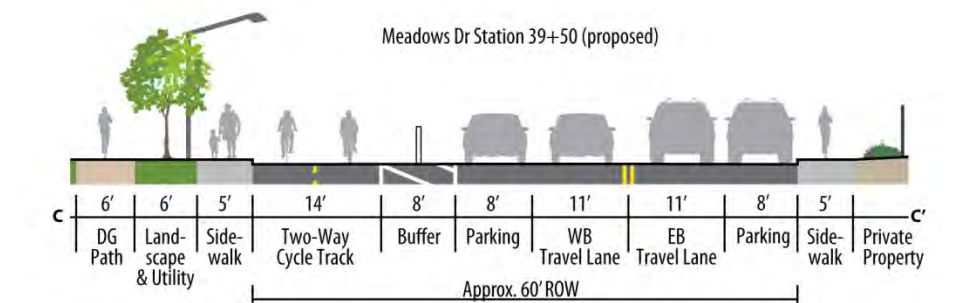 Meadows Dr Station 39+50 (proposed)
6' 6' 5' 14' 8' 8' 11' 11' 8' 5'
C C'
DG Path
Land-scape & Utility
Side-walk
Two-Way Cycle Track
Buffer
Parking
WB Travel Lane
EB Travel Lane
Parking
Side-walk
Private Property
Approx. 60' ROW